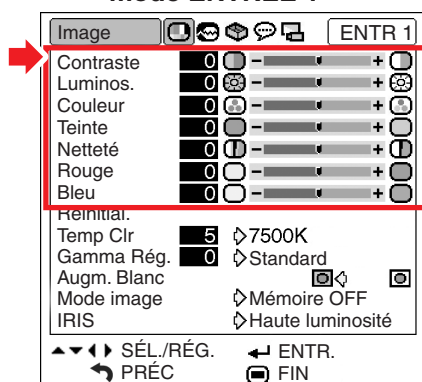 Mode ENTRÉE 1
Image ENTR 1
Contraste 0 - +
Luminos. 0 - +
Couleur 0 - +
Teinte 0 - +
Netteté 0 - +
Rouge 0 - +
Bleu 0 - +
Réinitial.
Temp Clr 5 7500K
Gamma Rég. 0 Standard
Augm. Blanc
Mode image Mémoire OFF
IRIS Haute luminosité
SÉL./RÉG. ENTR.
PRÉC FIN